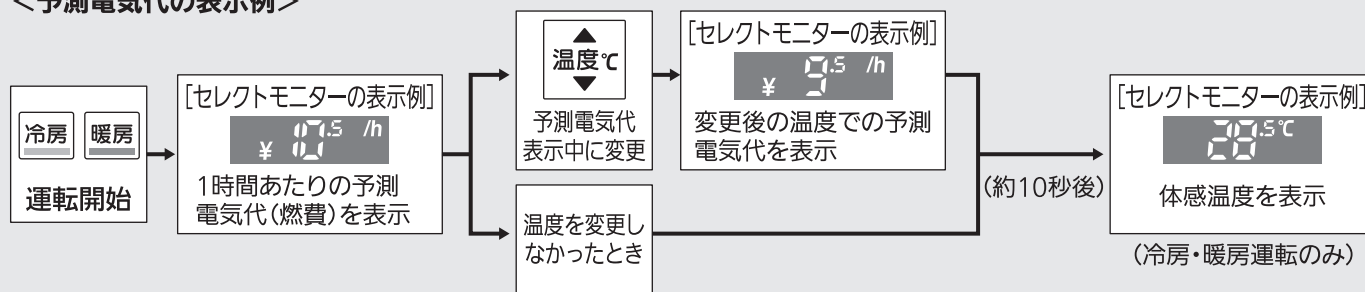 <予測電気代の表示例>
冷房 暖房
運転開始
[セレクトモニターの表示例]
¥ 10.5 /h
1時間あたりの予測
電気代(燃費)を表示
▲
温度℃
▼
予測電気代
表示中に変更
[セレクトモニターの表示例]
¥ 9.5 /h
変更後の温度での予測
電気代を表示
温度を変更し
なかったとき
(約10秒後)
[セレクトモニターの表示例]
28.5℃
体感温度を表示
(冷房・暖房運転のみ)